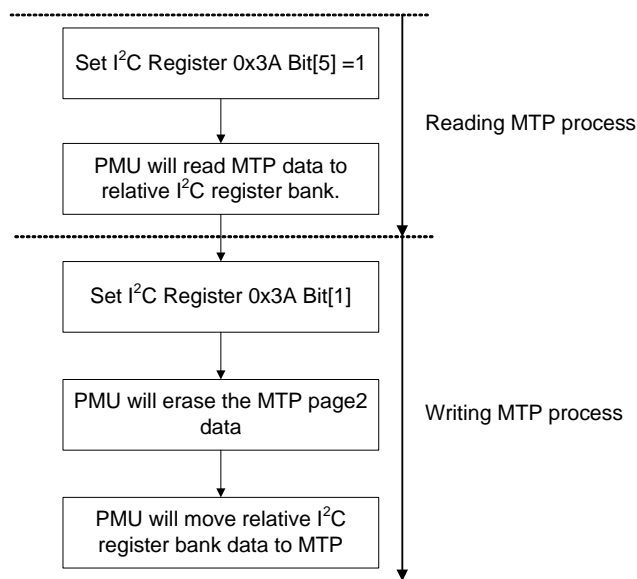 Set I²C Register 0x3A Bit[5] =1
Reading MTP process
PMU will read MTP data to
relative I²C register bank.
Set I²C Register 0x3A Bit[1]
PMU will erase the MTP page2
data
Writing MTP process
PMU will move relative I²C
register bank data to MTP